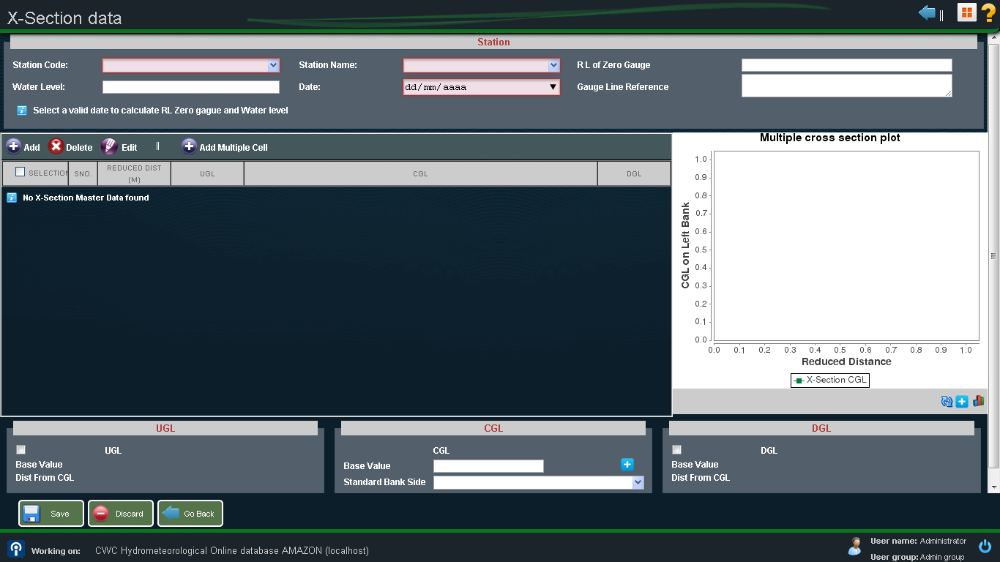 X-Section data
Station
Station Code:
Station Name:
R L of Zero Gauge
Water Level:
Date:
dd/mm/aaaa
Gauge Line Reference
Select a valid date to calculate RL Zero gague and Water level
Add Delete Edit Add Multiple Cell
SELECTION SNO. REDUCED DIST (M) UGL CGL DGL
No X-Section Master Data found
Multiple cross section plot
CGL on Left Bank
1.0
0.9
0.8
0.7
0.6
0.5
0.4
0.3
0.2
0.1
0.0
0.0 0.1 0.2 0.3 0.4 0.5 0.6 0.7 0.8 0.9 1.0
Reduced Distance
X-Section CGL
UGL
UGL
Base Value
Dist From CGL
CGL
CGL
Base Value
Standard Bank Side
DGL
DGL
Base Value
Dist From CGL
Save Discard Go Back
Working on: CWC Hydrometeorological Online database AMAZON (localhost)
User name: Administrator
User group: Admin group